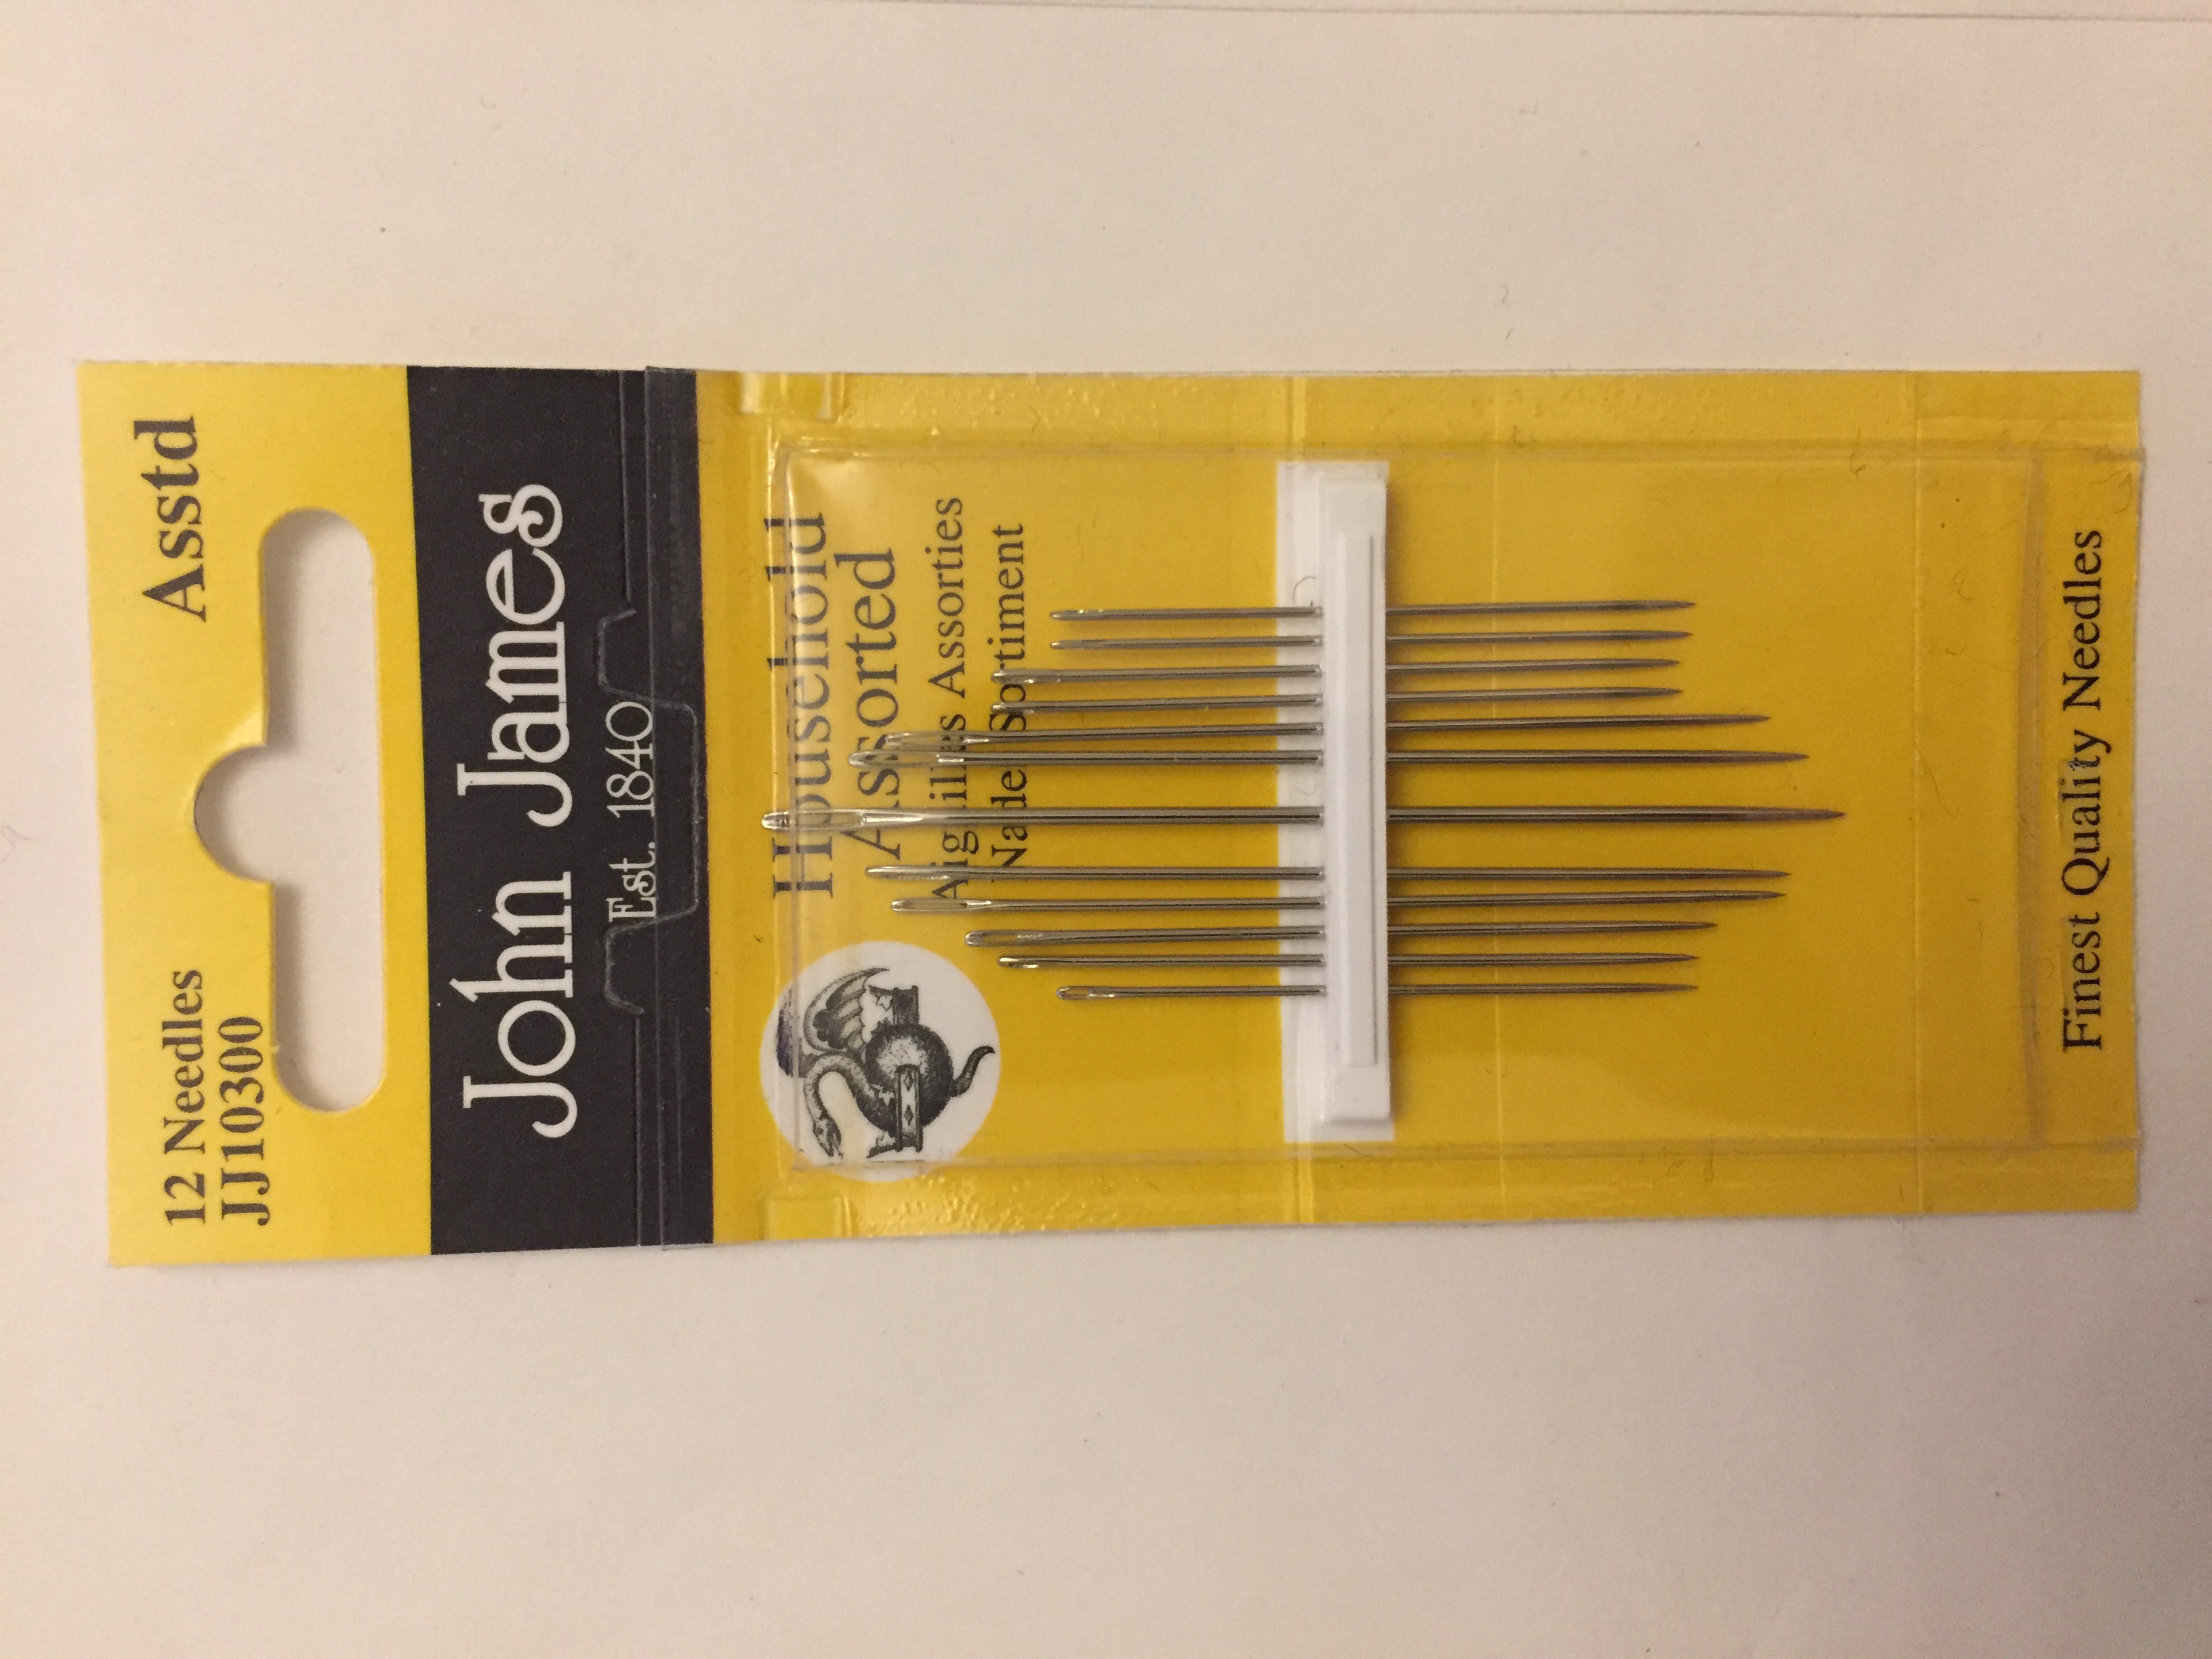 12 Needles
JJ10300
Asstd
John James
Est. 1840
Household
Assorted
Aiguilles Assorties
Nadel Sortiment
Finest Quality Needles